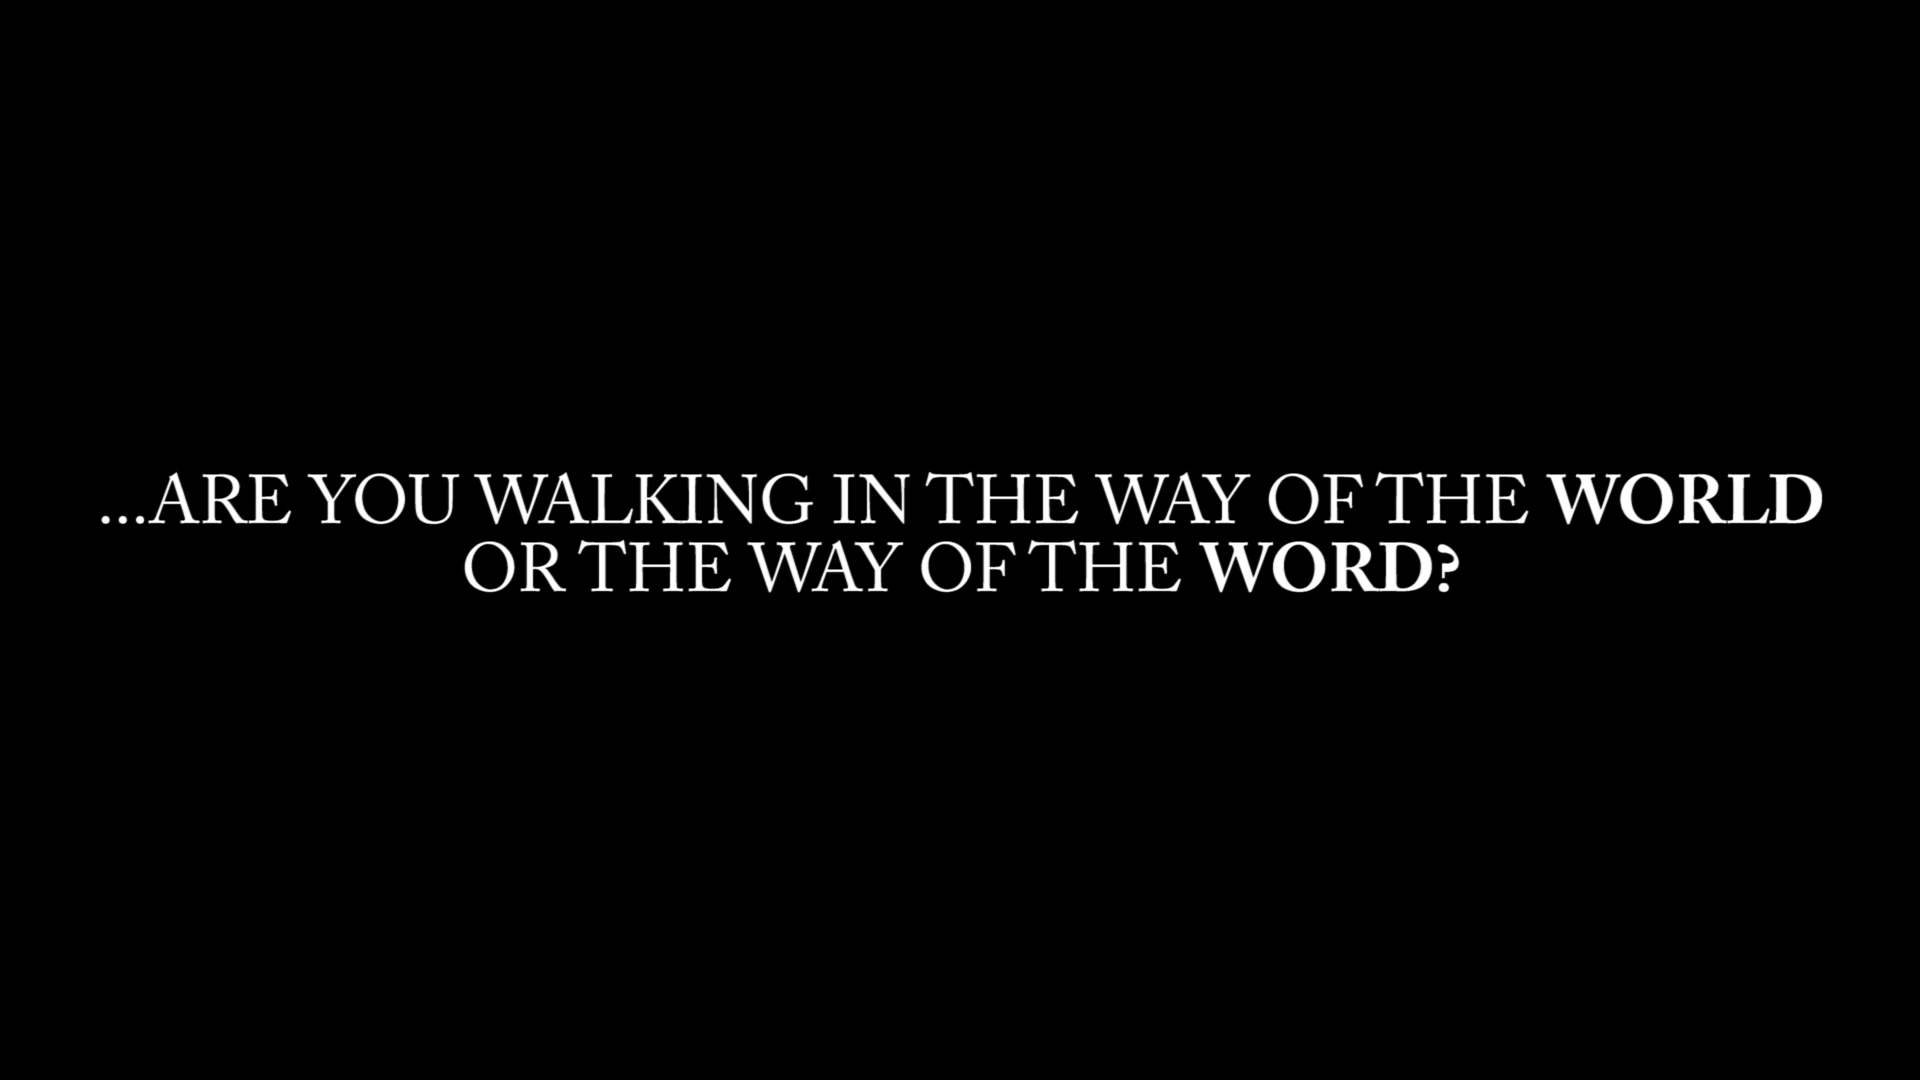 ...ARE YOU WALKING IN THE WAY OF THE WORLD
OR THE WAY OF THE WORD?